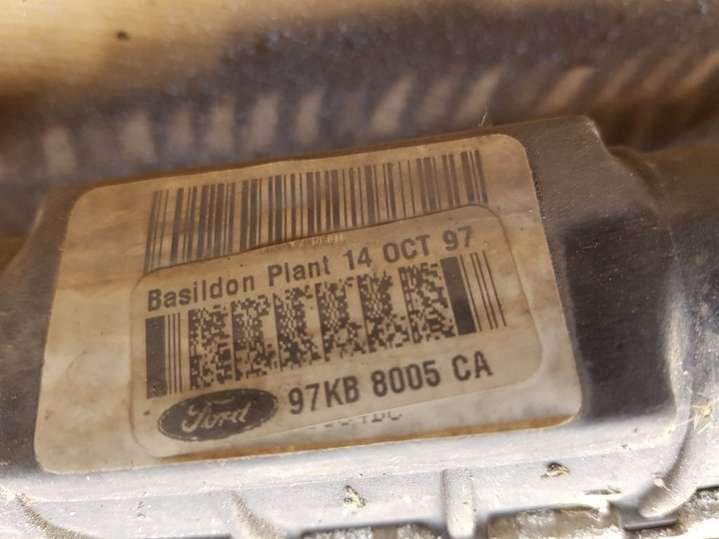 Basildon Plant 14 OCT 97
Ford 97KB 8005 CA